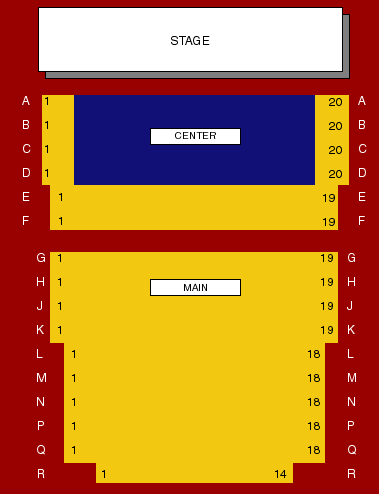 STAGE
A 1 20 A
B 1 CENTER 20 B
C 1 20 C
D 1 20 D
E 1 19 E
F 1 19 F
G 1 19 G
H 1 19 H
MAIN
J 1 19 J
K 1 19 K
L 1 18 L
M 1 18 M
N 1 18 N
P 1 18 P
Q 1 18 Q
R 1 14 R